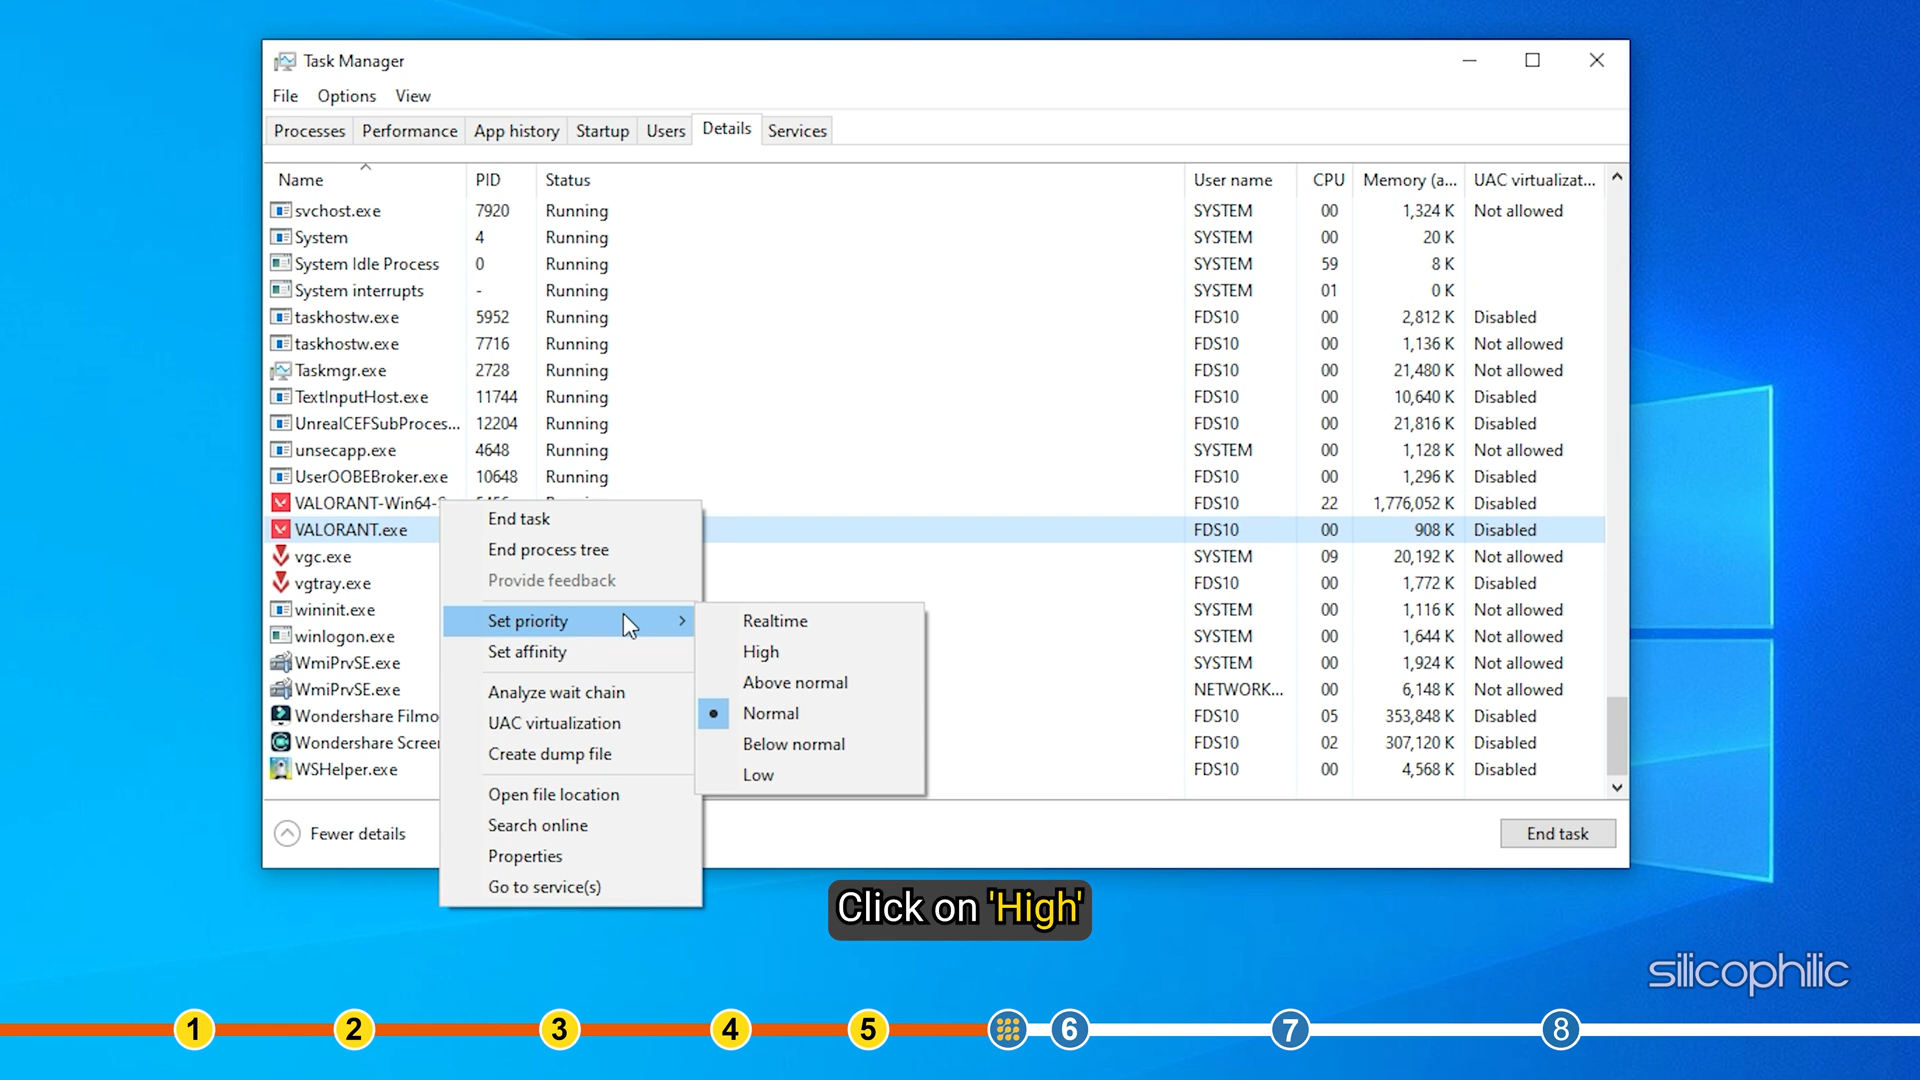 Task Manager
File Options View
Processes Performance App history Startup Users Details Services
Name PID Status User name CPU Memory (a... UAC virtualizat...
svchost.exe 7920 Running SYSTEM 00 1,324 K Not allowed
System 4 Running SYSTEM 00 20 K
System Idle Process 0 Running SYSTEM 59 8 K
System interrupts - Running SYSTEM 01 0 K
taskhostw.exe 5952 Running FDS10 00 2,812 K Disabled
taskhostw.exe 7716 Running FDS10 00 1,136 K Not allowed
Taskmgr.exe 2728 Running FDS10 00 21,480 K Not allowed
TextInputHost.exe 11744 Running FDS10 00 10,640 K Disabled
UnrealCEFSubProces... 12204 Running FDS10 00 21,816 K Disabled
unsecapp.exe 4648 Running SYSTEM 00 1,128 K Not allowed
UserOOBEBroker.exe 10648 Running FDS10 00 1,296 K Disabled
VALORANT-Win64- FDS10 22 1,776,052 K Disabled
VALORANT.exe FDS10 00 908 K Disabled
vgc.exe SYSTEM 09 20,192 K Not allowed
vgtray.exe FDS10 00 1,772 K Disabled
wininit.exe SYSTEM 00 1,116 K Not allowed
winlogon.exe SYSTEM 00 1,644 K Not allowed
WmiPrvSE.exe SYSTEM 00 1,924 K Not allowed
WmiPrvSE.exe NETWORK... 00 6,148 K Not allowed
Wondershare Filmo FDS10 05 353,848 K Disabled
Wondershare Screen FDS10 02 307,120 K Disabled
WSHelper.exe FDS10 00 4,568 K Disabled
End task
End process tree
Provide feedback
Set priority
Set affinity
Analyze wait chain
UAC virtualization
Create dump file
Open file location
Search online
Properties
Go to service(s)
Realtime
High
Above normal
Normal
Below normal
Low
Fewer details End task
Click on 'High'
silicophilic
1 2 3 4 5 6 7 8